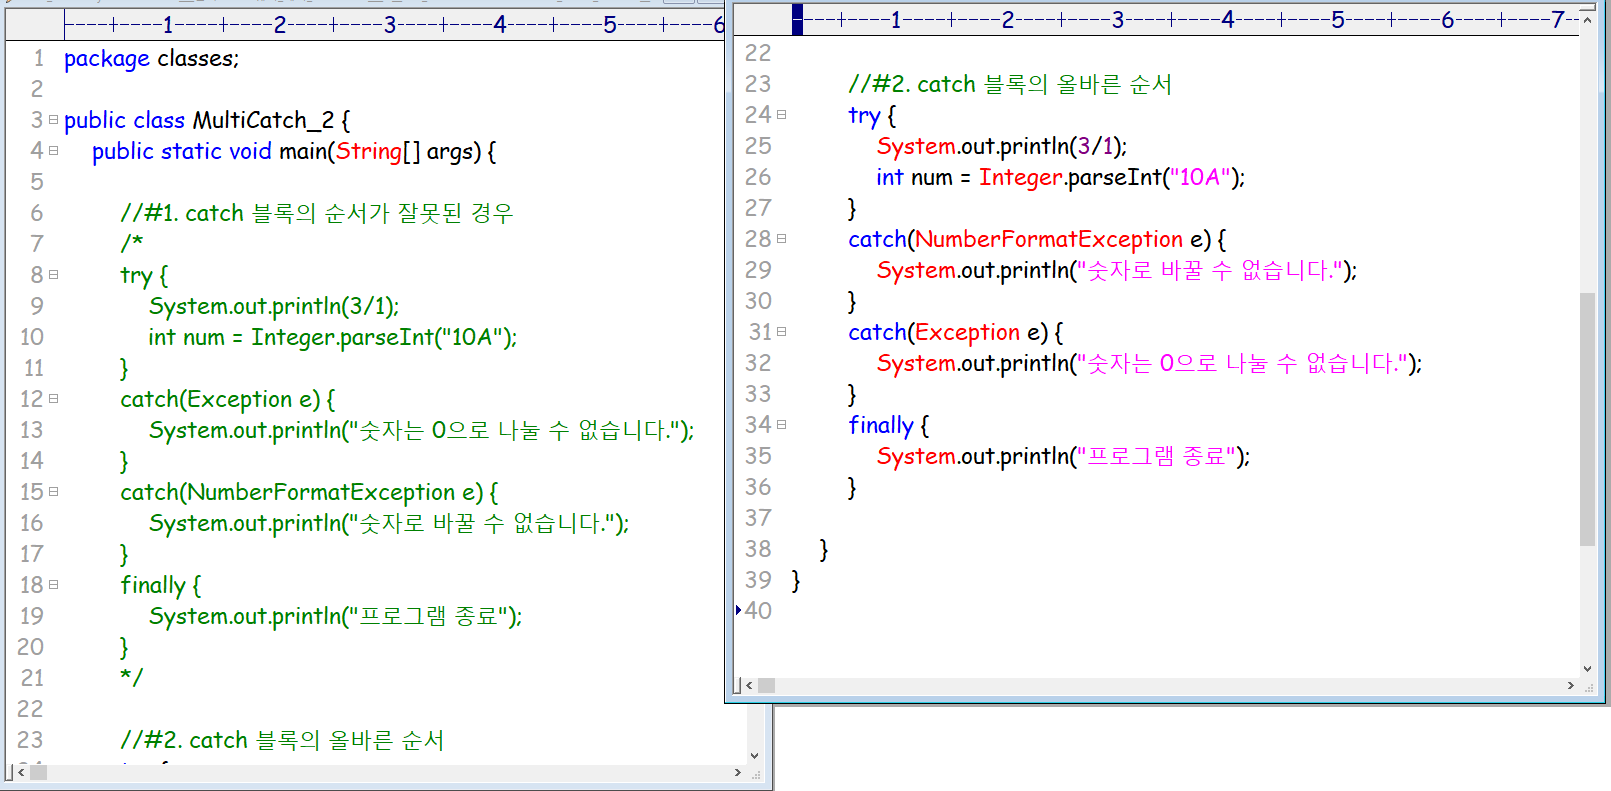 ----+----1----+----2----+----3----+----4----+----5----+----6
1 package classes;
2
3 public class MultiCatch_2 {
4 public static void main(String[] args) {
5
6 //#1. catch 블록의 순서가 잘못된 경우
7 /*
8 try {
9 System.out.println(3/1);
10 int num = Integer.parseInt("10A");
11 }
12 catch(Exception e) {
13 System.out.println("숫자는 0으로 나눌 수 없습니다.");
14 }
15 catch(NumberFormatException e) {
16 System.out.println("숫자로 바꿀 수 없습니다.");
17 }
18 finally {
19 System.out.println("프로그램 종료");
20 }
21 */
22
23 //#2. catch 블록의 올바른 순서
----+----1----+----2----+----3----+----4----+----5----+----6----+----7--
22
23 //#2. catch 블록의 올바른 순서
24 try {
25 System.out.println(3/1);
26 int num = Integer.parseInt("10A");
27 }
28 catch(NumberFormatException e) {
29 System.out.println("숫자로 바꿀 수 없습니다.");
30 }
31 catch(Exception e) {
32 System.out.println("숫자는 0으로 나눌 수 없습니다.");
33 }
34 finally {
35 System.out.println("프로그램 종료");
36 }
37
38 }
39 }
40